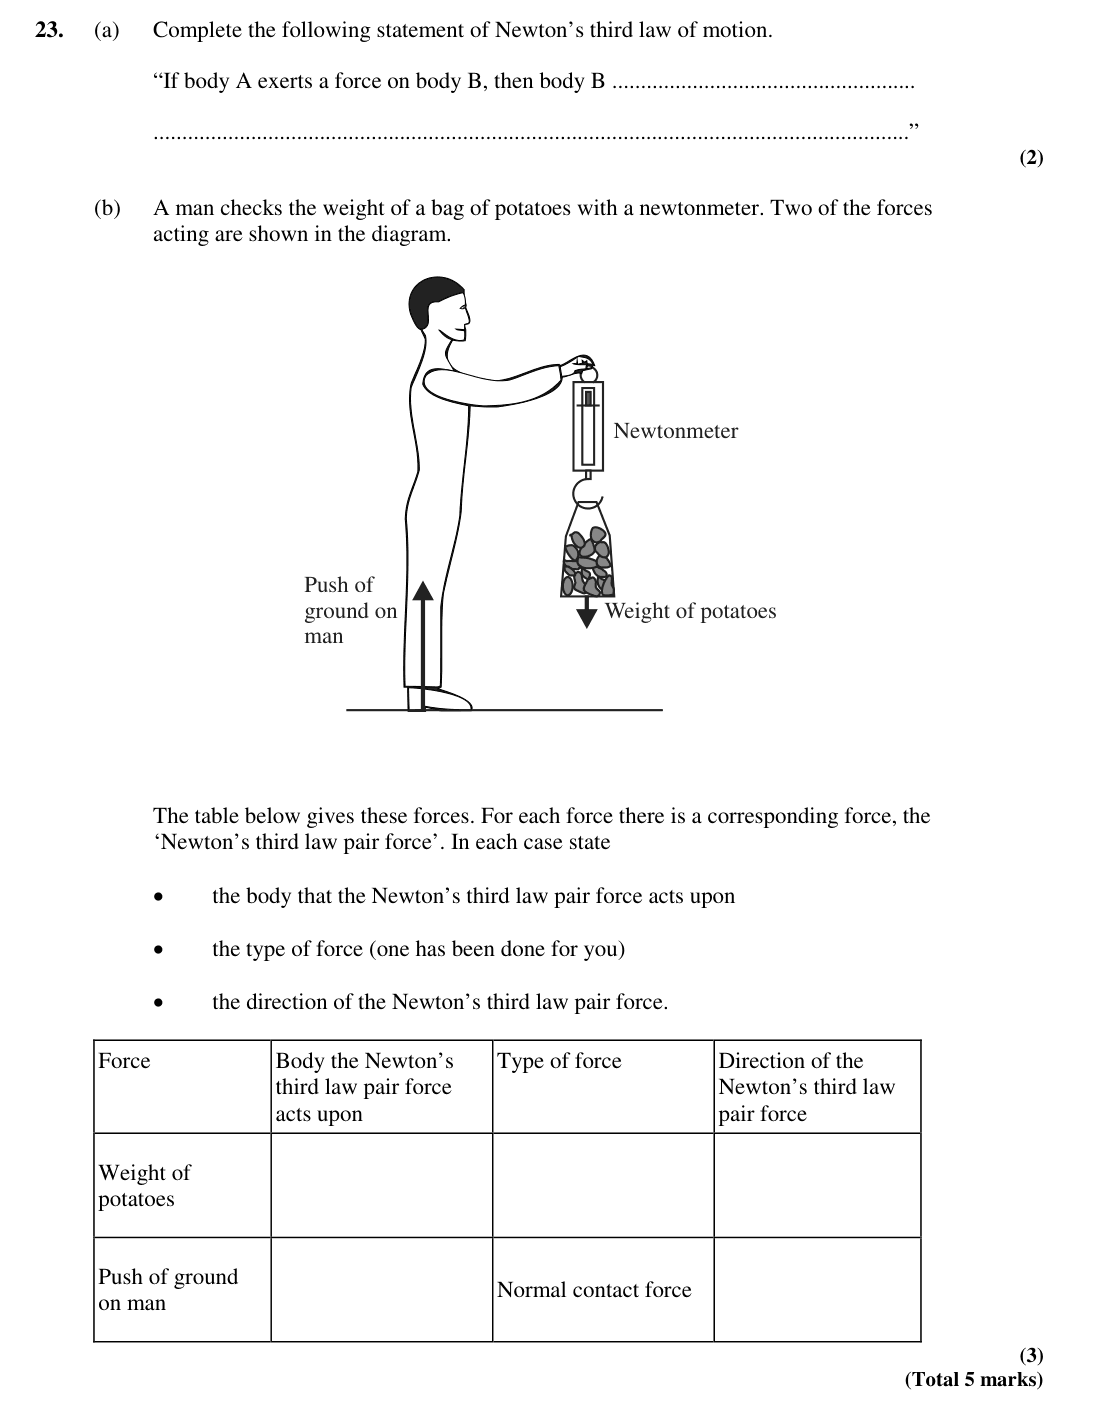 23. (a) Complete the following statement of Newton’s third law of motion.
“If body A exerts a force on body B, then body B .....................................................
....................................................................................................................................”
(2)
(b) A man checks the weight of a bag of potatoes with a newtonmeter. Two of the forces
acting are shown in the diagram.
Newtonmeter
Push of
ground on
man
Weight of potatoes
The table below gives these forces. For each force there is a corresponding force, the
‘Newton’s third law pair force’. In each case state
• the body that the Newton’s third law pair force acts upon
• the type of force (one has been done for you)
• the direction of the Newton’s third law pair force.
Force
Body the Newton’s
third law pair force
acts upon
Type of force
Direction of the
Newton’s third law
pair force
Weight of
potatoes
Push of ground
on man
Normal contact force
(3)
(Total 5 marks)